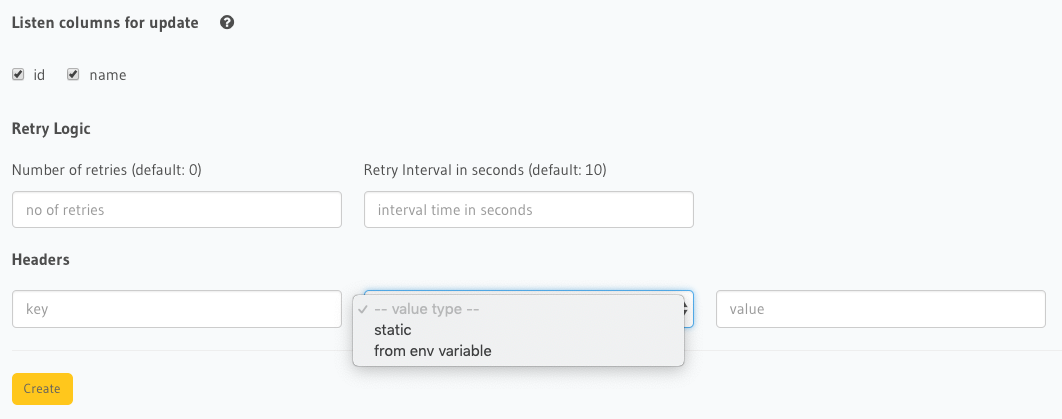 Listen columns for update
id name
Retry Logic
Number of retries (default: 0) Retry Interval in seconds (default: 10)
no of retries interval time in seconds
Headers
key -- value type -- value
static
from env variable
Create